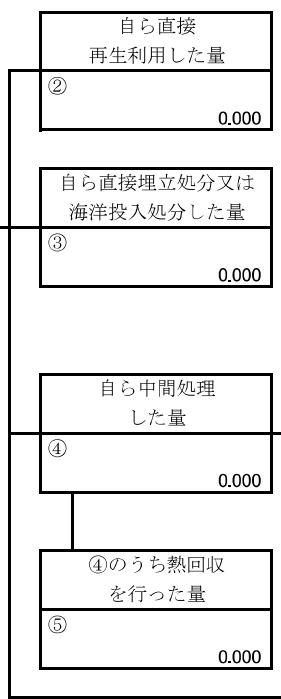 自ら直接
再生利用した量
②
0.000
自ら直接埋立処分又は
海洋投入処分した量
③
0.000
自ら中間処理
した量
④
0.000
④のうち熱回収
を行った量
⑤
0.000